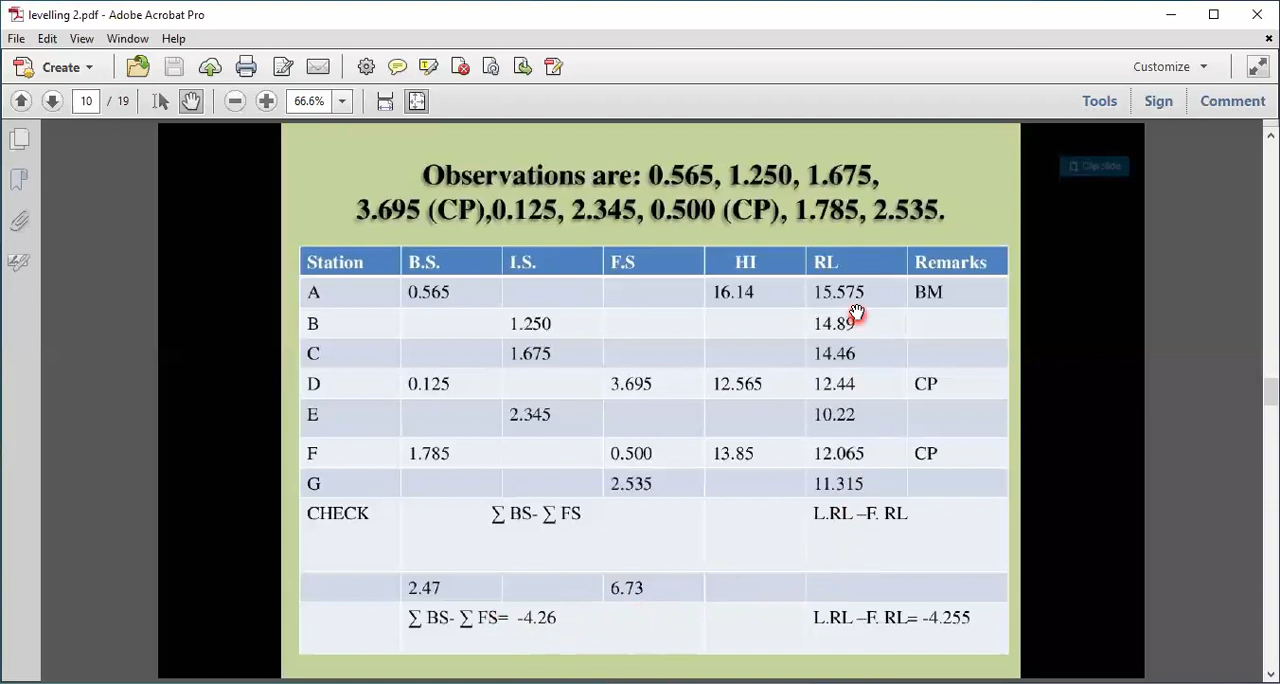 levelling 2.pdf - Adobe Acrobat Pro
File Edit View Window Help
Create
Customize
10 / 19
66.6%
Tools Sign Comment
Clip slide
Observations are: 0.565, 1.250, 1.675,
3.695 (CP),0.125, 2.345, 0.500 (CP), 1.785, 2.535.
Station B.S. I.S. F.S HI RL Remarks
A 0.565 16.14 15.575 BM
B 1.250 14.89
C 1.675 14.46
D 0.125 3.695 12.565 12.44 CP
E 2.345 10.22
F 1.785 0.500 13.85 12.065 CP
G 2.535 11.315
CHECK ∑ BS- ∑ FS L.RL –F. RL
2.47 6.73
∑ BS- ∑ FS= -4.26 L.RL –F. RL= -4.255